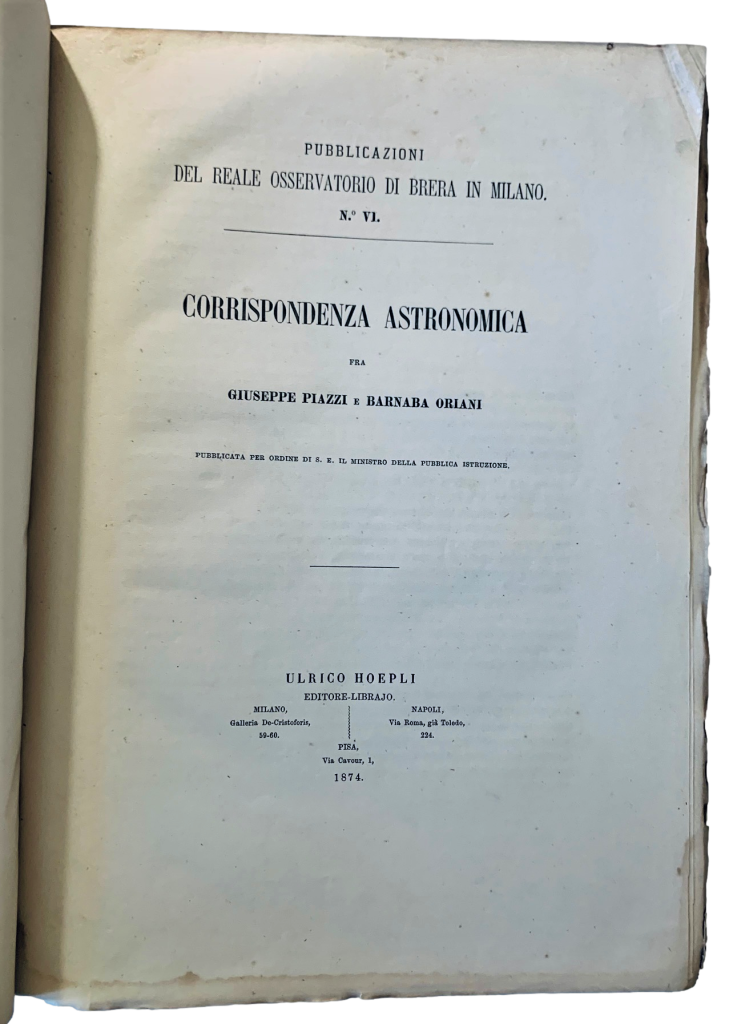 PUBBLICAZIONI
DEL REALE OSSERVATORIO DI BRERA IN MILANO.
N.º VI.
CORRISPONDENZA ASTRONOMICA
FRA
GIUSEPPE PIAZZI E BARNABA ORIANI
PUBBLICATA PER ORDINE DI S. E. IL MINISTRO DELLA PUBBLICA ISTRUZIONE.
ULRICO HOEPLI
EDITORE-LIBRAJO.
MILANO,
Galleria De-Cristoforis,
59-60.
NAPOLI,
Via Roma, già Toledo,
224.
PISA,
Via Cavour, 1,
1874.